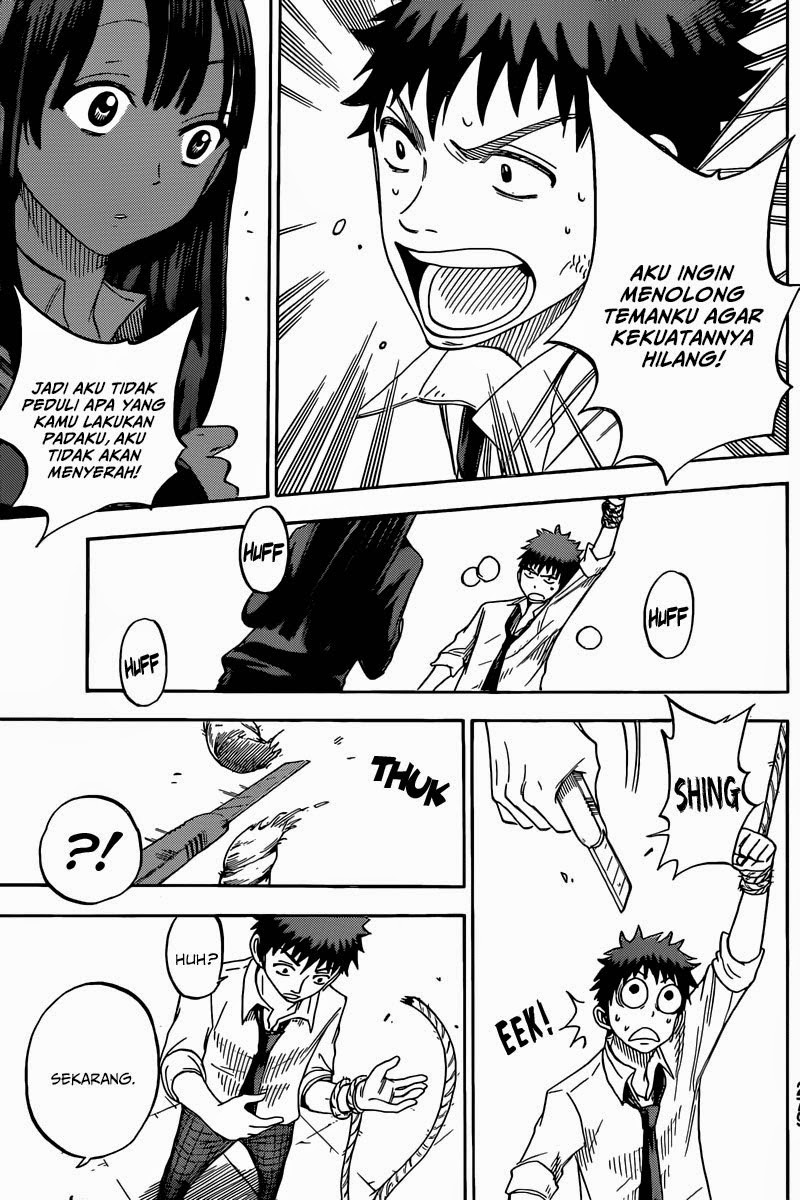 AKU INGIN
MENOLONG
TEMANKU AGAR
KEKUATANNYA
HILANG!
JADI AKU TIDAK
PEDULI APA YANG
KAMU LAKUKAN
PADAKU, AKU
TIDAK AKAN
MENYERAH!
HUFF
HUFF
HUFF
SHING
EEK!
THUK
?!
HUH?
SEKARANG.